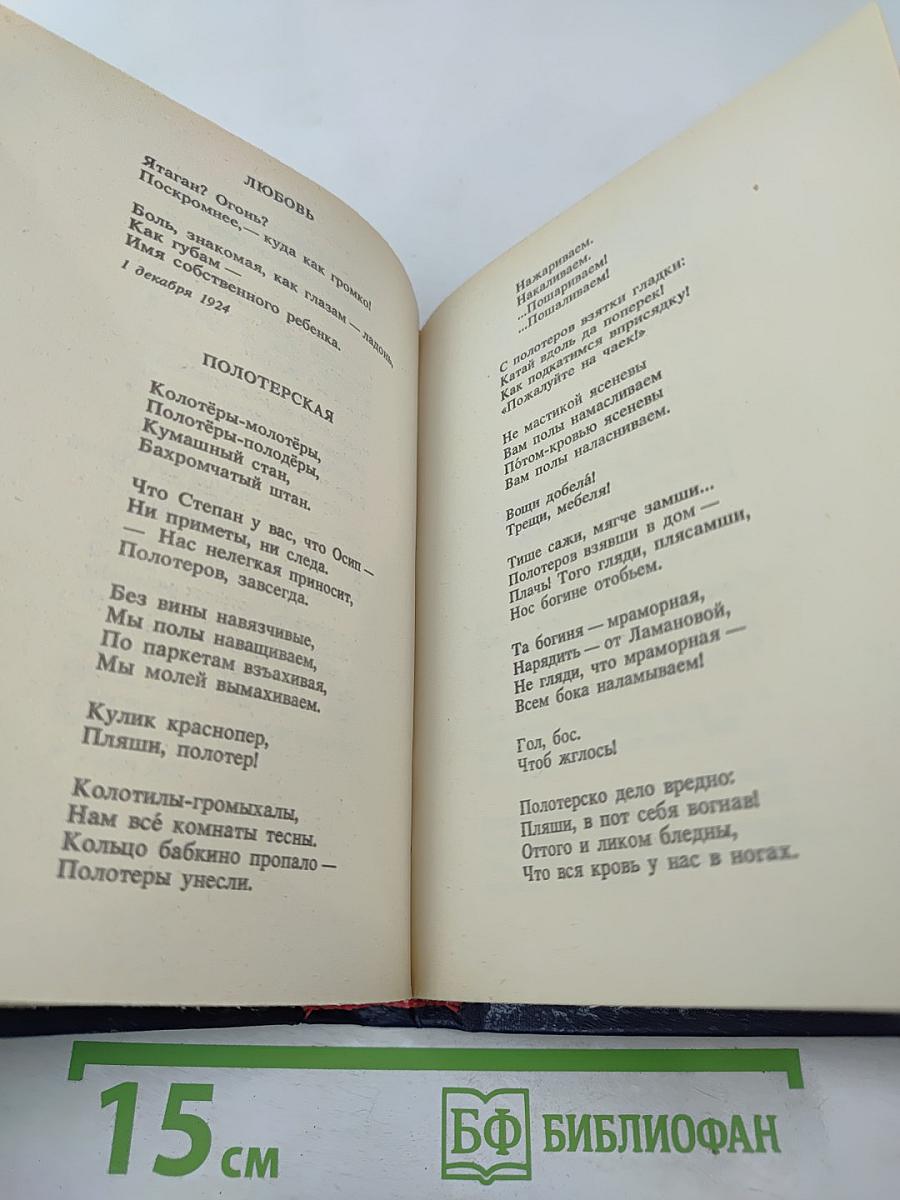 ЛЮБОВЬ
Ятаган? Огонь?
Поскромнее,— куда как громко!
Боль, знакомая, как глазам — ладонь,
Как губам —
Имя собственного ребенка.
1 декабря 1924
ПОЛОТЕРСКАЯ
Колотёры-молотёры,
Полотёры-полодёры,
Кумашный стан,
Бахромчатый штан.
Что Степан у вас, что Осип —
Ни приметы, ни следа.
— Нас нелегкая приносит,
Полотеров, завсегда.
Без вины навязчивые,
Мы полы наващиваем,
По паркетам взъахивая,
Мы молей вымахиваем.
Кулик краснопер,
Пляши, полотер!
Колотилы-громыхалы,
Нам все́ комнаты тесны.
Кольцо бабкино пропало —
Полотеры унесли.
Нажариваем.
Накаливаем.
...Пошариваем!
...Пошаливаем!
С полотеров взятки гладки:
Катай вдоль да поперек!
Как подкатимся вприсядку!
«Пожалуйте на чаек!»
Не мастикой ясеневы
Вам полы намасливаем
По́том-кровью ясеневы
Вам полы наласниваем.
Вощи добела́!
Трещи, мебеля!
Тише сажи, мягче замши...
Полотеров взявши в дом —
Плачь! Того гляди, плясамши,
Нос богине отобьем.
Та богиня — мраморная,
Нарядить — от Ламановой,
Не гляди, что мраморная —
Всем бока наламываем!
Гол, бос.
Чтоб жглось!
Полотерско дело вредно:
Пляши, в пот себя вогнав!
Оттого и ликом бледны,
Что вся кровь у нас в ногах.
15 см
БФ БИБЛИОФАН